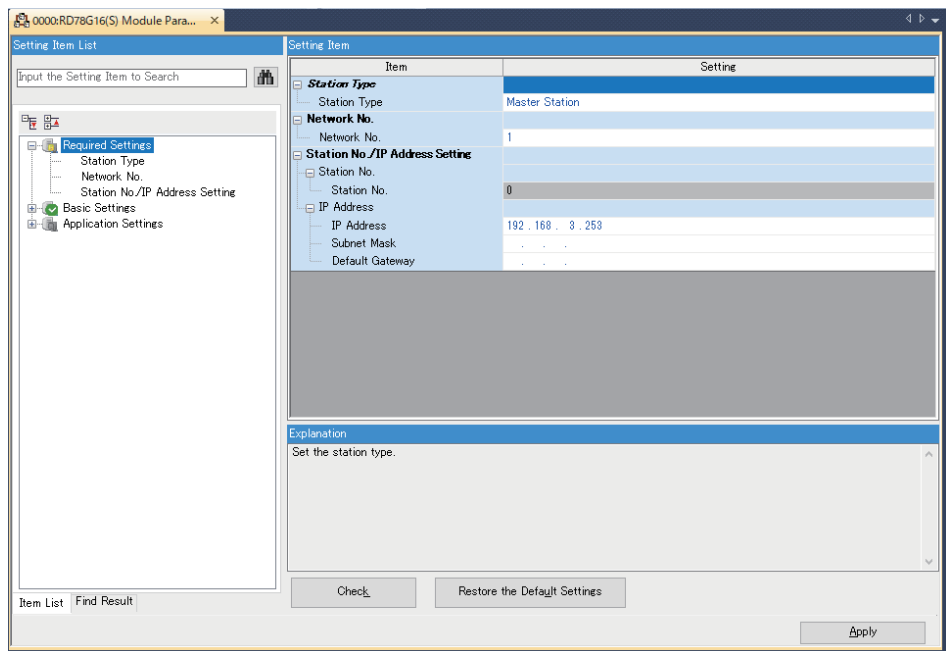 0000:RD78G16(S) Module Para...
Setting Item List
Input the Setting Item to Search
Required Settings
Station Type
Network No.
Station No./IP Address Setting
Basic Settings
Application Settings
Item List
Find Result
Setting Item
Item Setting
Station Type
Station Type Master Station
Network No.
Network No. 1
Station No./IP Address Setting
Station No.
Station No. 0
IP Address
IP Address 192 . 168 . 3 . 253
Subnet Mask . . .
Default Gateway . . .
Explanation
Set the station type.
Check
Restore the Default Settings
Apply